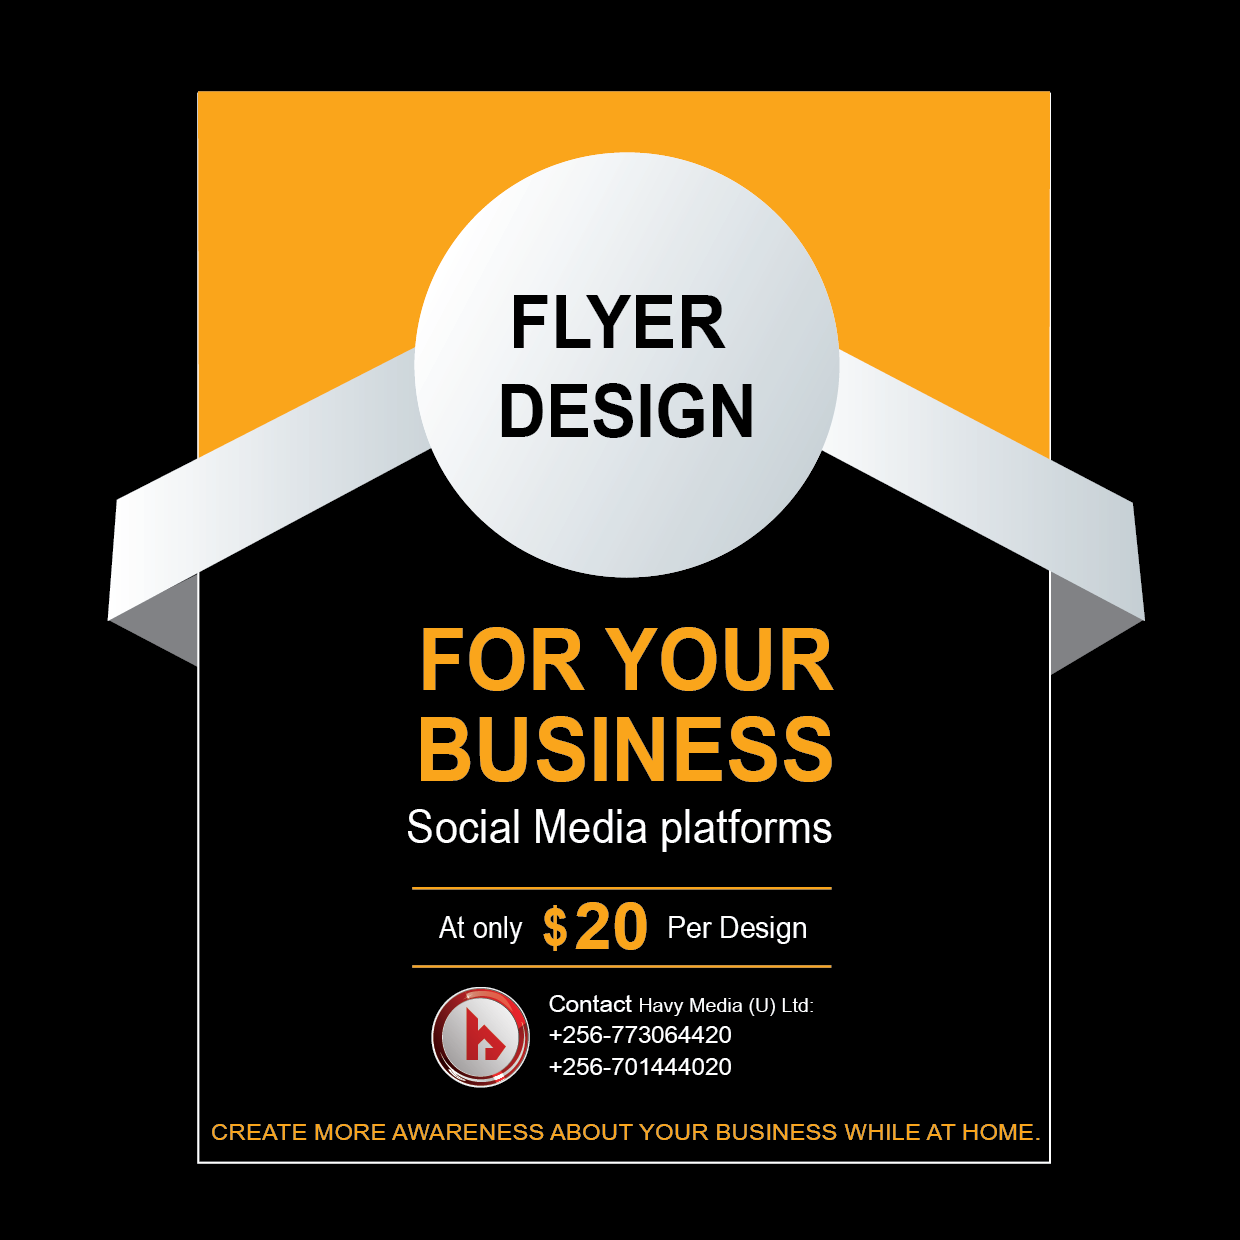 FLYER
DESIGN
FOR YOUR
BUSINESS
Social Media platforms
At only $20 Per Design
Contact Havy Media (U) Ltd:
+256-773064420
+256-701444020
CREATE MORE AWARENESS ABOUT YOUR BUSINESS WHILE AT HOME.